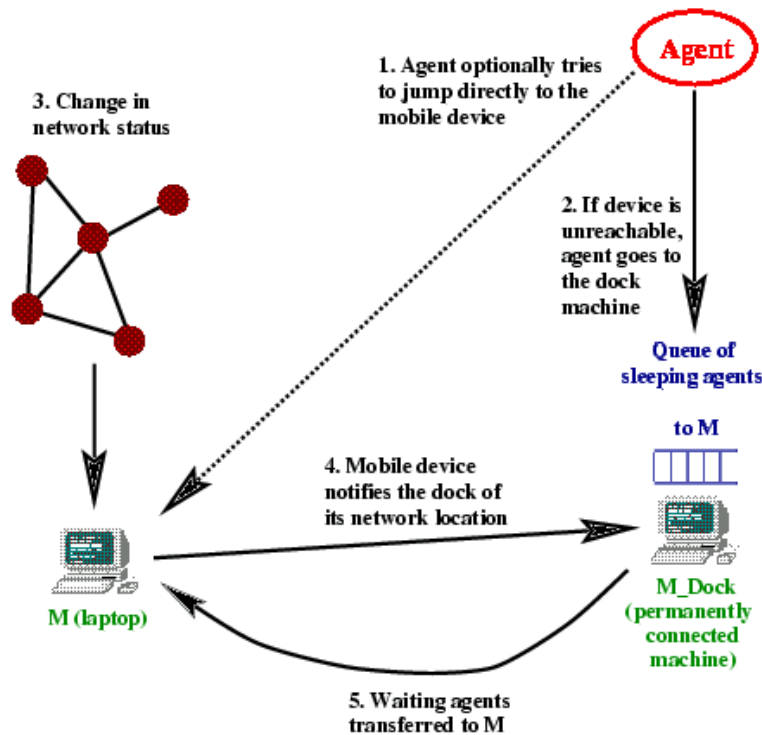 Agent
1. Agent optionally tries
to jump directly to the
mobile device
3. Change in
network status
2. If device is
unreachable,
agent goes to
the dock
machine
Queue of
sleeping agents
to M
4. Mobile device
notifies the dock of
its network location
M (laptop)
M_Dock
(permanently
connected
machine)
5. Waiting agents
transferred to M